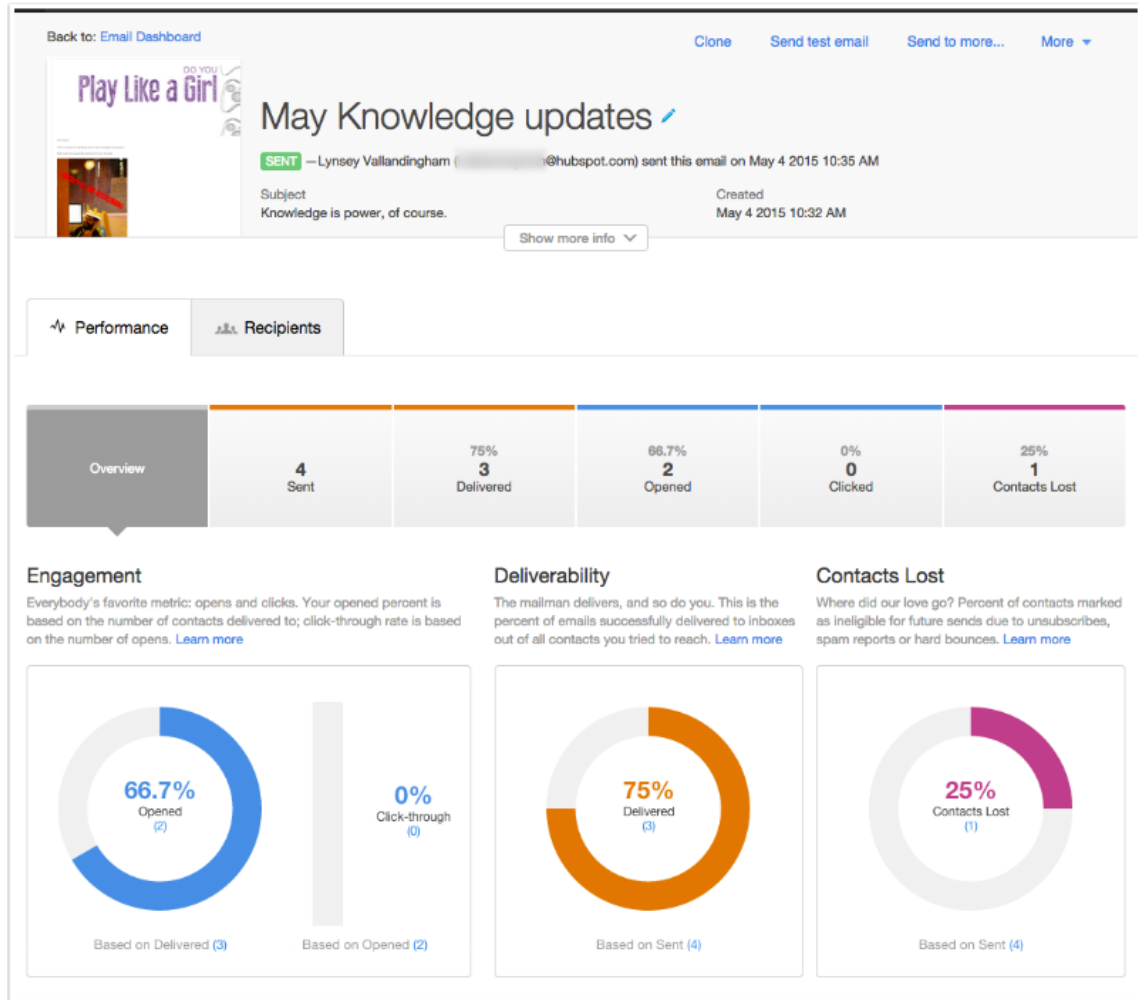 Back to: Email Dashboard
Clone Send test email Send to more... More
DO YOU
Play Like a Girl
May Knowledge updates
SENT — Lynsey Vallandingham ( @hubspot.com) sent this email on May 4 2015 10:35 AM
Subject Created
Knowledge is power, of course. May 4 2015 10:32 AM
Show more info
Performance Recipients
75% 66.7% 0% 25%
Overview 4 3 2 0 1
Sent Delivered Opened Clicked Contacts Lost
Engagement
Everybody's favorite metric: opens and clicks. Your opened percent is
based on the number of contacts delivered to; click-through rate is based
on the number of opens. Learn more
Deliverability
The mailman delivers, and so do you. This is the
percent of emails successfully delivered to inboxes
out of all contacts you tried to reach. Learn more
Contacts Lost
Where did our love go? Percent of contacts marked
as ineligible for future sends due to unsubscribes,
spam reports or hard bounces. Learn more
66.7%
Opened
(2)
Based on Delivered (3)
0%
Click-through
(0)
Based on Opened (2)
75%
Delivered
(3)
Based on Sent (4)
25%
Contacts Lost
(1)
Based on Sent (4)